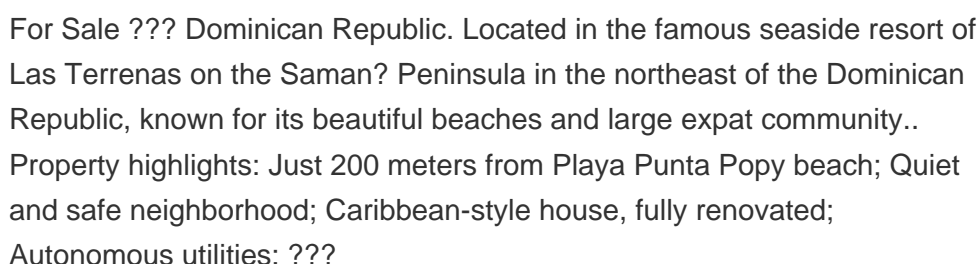 For Sale ??? Dominican Republic. Located in the famous seaside resort of
Las Terrenas on the Saman? Peninsula in the northeast of the Dominican
Republic, known for its beautiful beaches and large expat community..
Property highlights: Just 200 meters from Playa Punta Popy beach; Quiet
and safe neighborhood; Caribbean-style house, fully renovated;
Autonomous utilities: ???